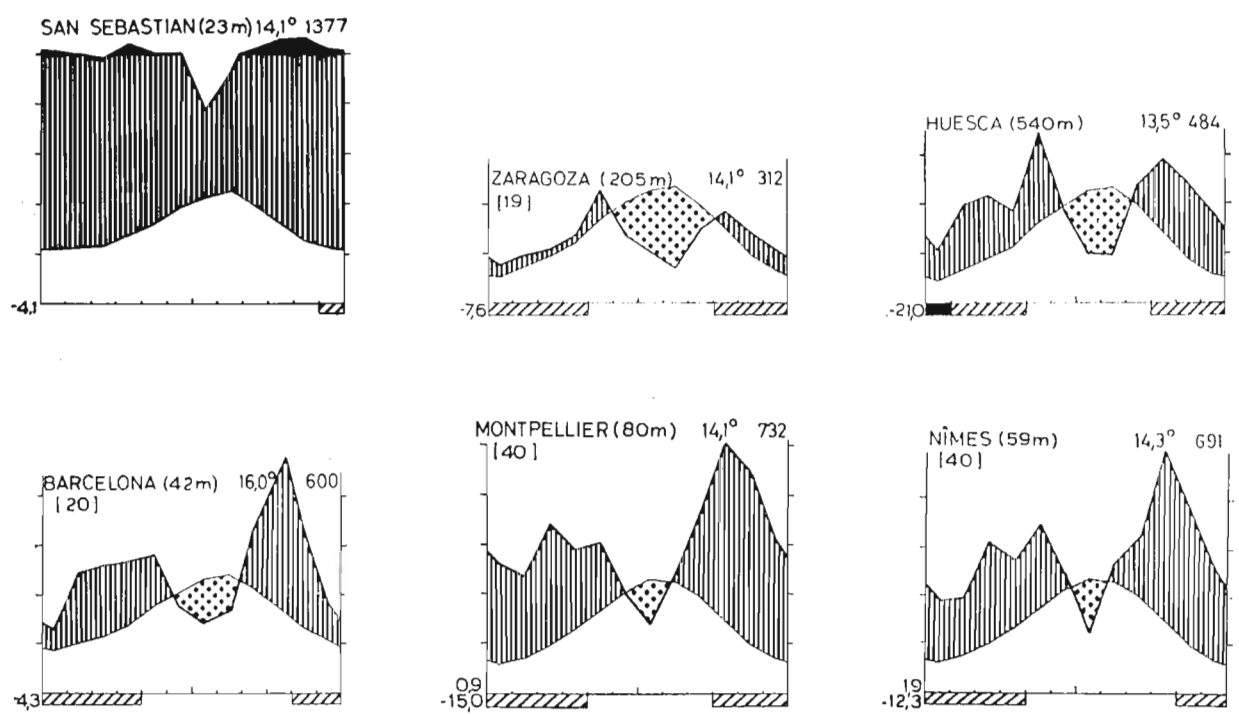 SAN SEBASTIAN (23m) 14,1° 1377
-4,1
ZARAGOZA (205m) 14,1° 312
[19]
-7,6
HUESCA (540m) 13,5° 484
-21,0
BARCELONA (42m) 16,0° 600
[20]
-4,3
MONTPELLIER (80m) 14,1° 732
[40]
0,9
-15,0
NÎMES (59m) 14,3° 691
[40]
1,9
-12,3